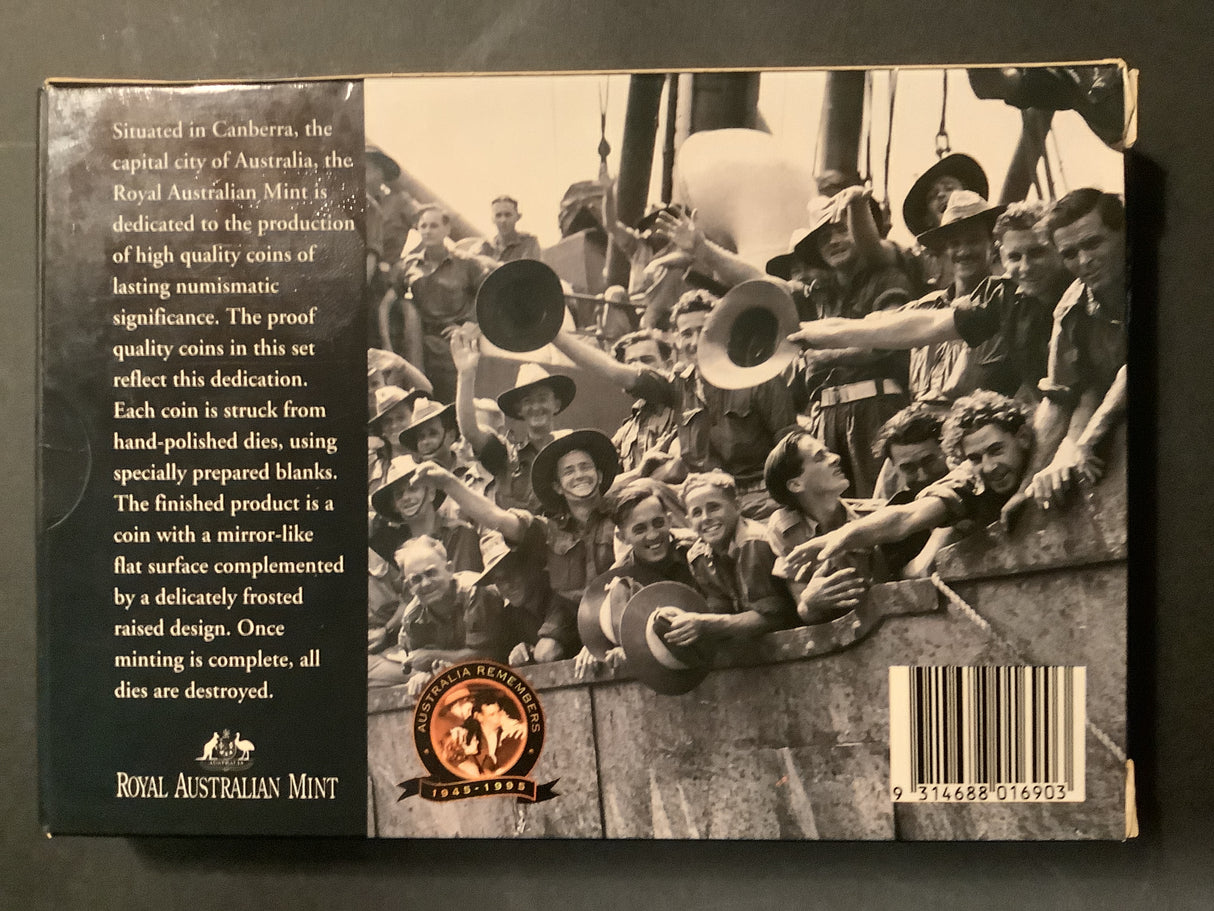 Situated in Canberra, the
capital city of Australia, the
Royal Australian Mint is
dedicated to the production
of high quality coins of
lasting numismatic
significance. The proof
quality coins in this set
reflect this dedication.
Each coin is struck from
hand-polished dies, using
specially prepared blanks.
The finished product is a
coin with a mirror-like
flat surface complemented
by a delicately frosted
raised design. Once
minting is complete, all
dies are destroyed.
AUSTRALIA
ROYAL AUSTRALIAN MINT
AUSTRALIA REMEMBERS
1945-1995
9 314688 016903